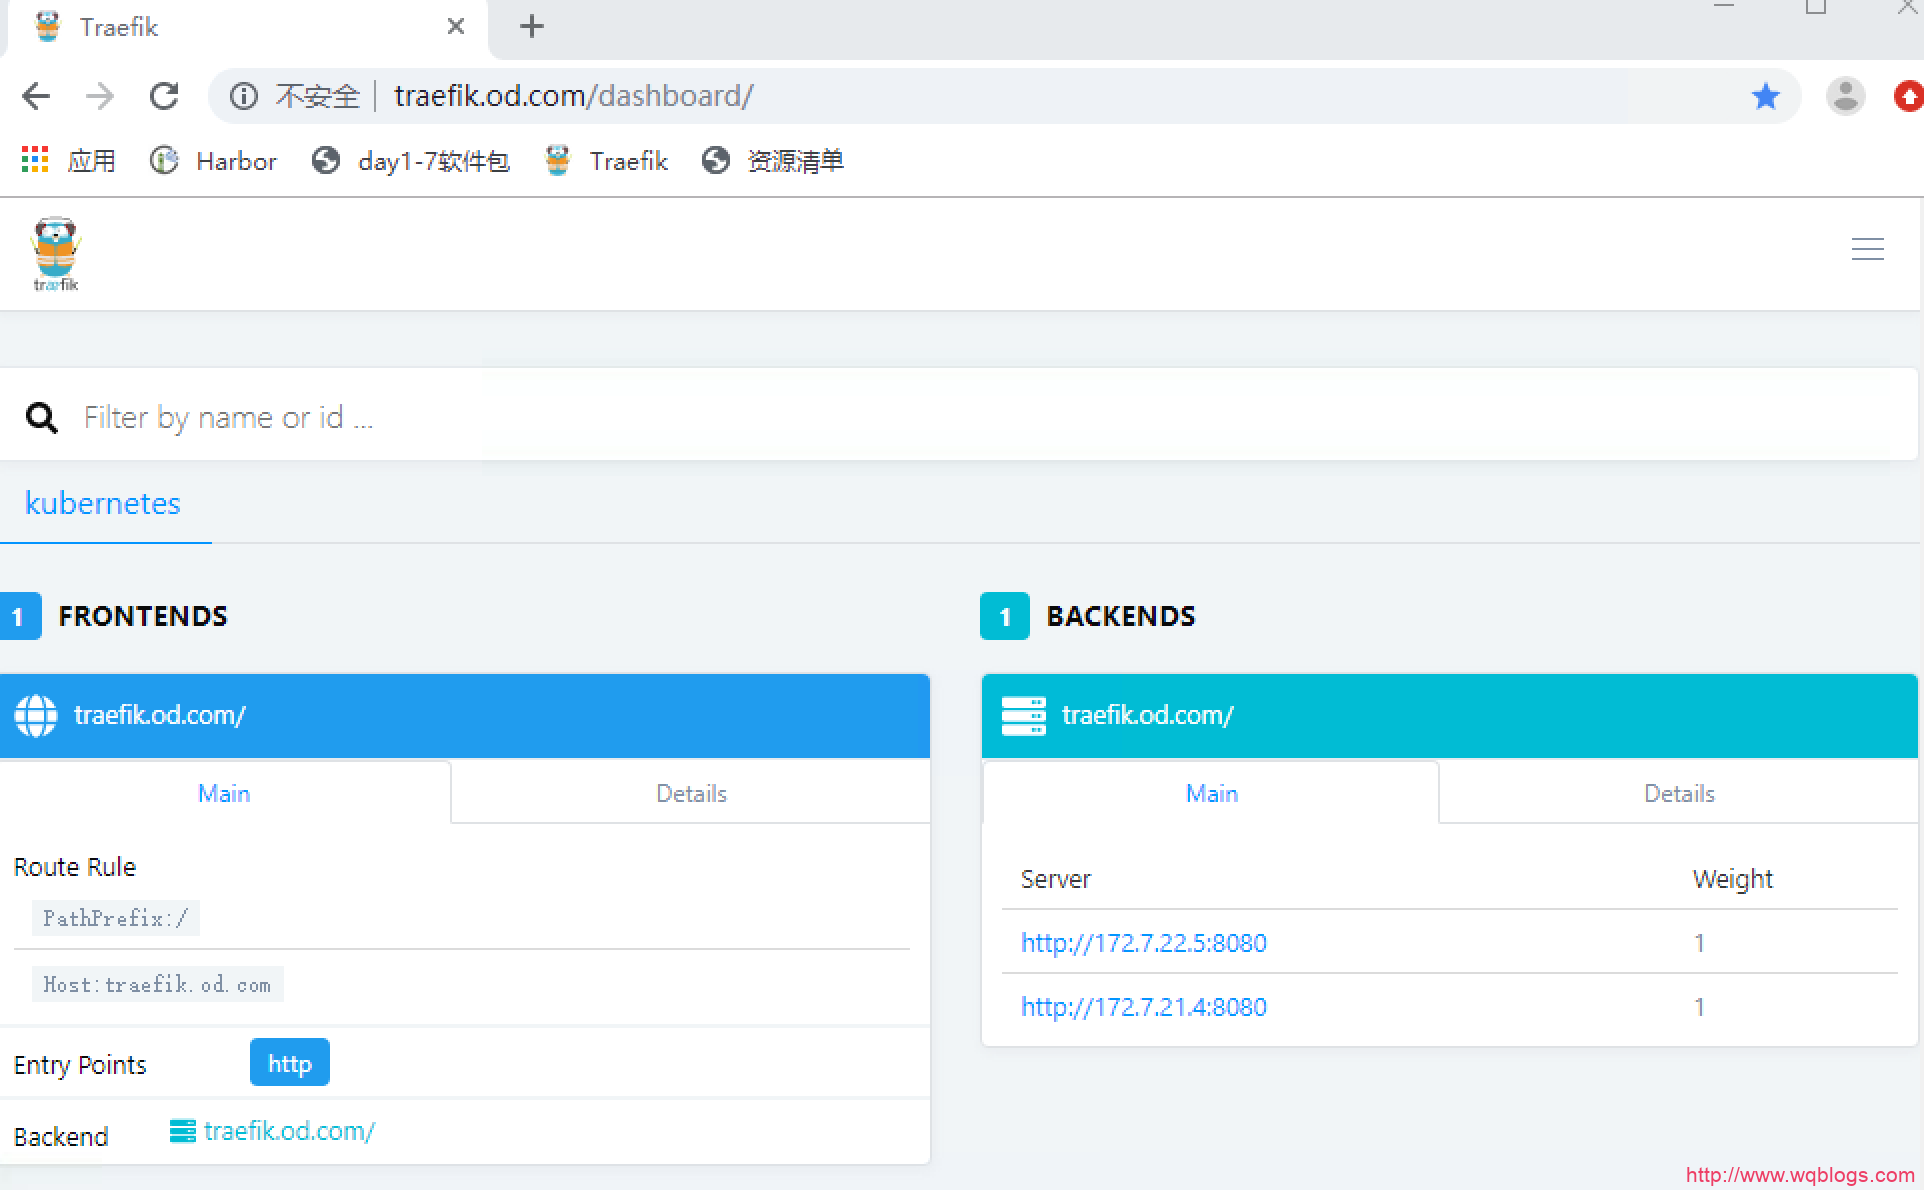 Traefik
不安全 | traefik.od.com/dashboard/
应用 Harbor day1-7软件包 Traefik 资源清单
træfik
Filter by name or id ...
kubernetes
1 FRONTENDS
traefik.od.com/
Main Details
Route Rule
PathPrefix:/
Host:traefik.od.com
Entry Points http
Backend traefik.od.com/
1 BACKENDS
traefik.od.com/
Main Details
Server Weight
http://172.7.22.5:8080 1
http://172.7.21.4:8080 1
http://www.wqblogs.com